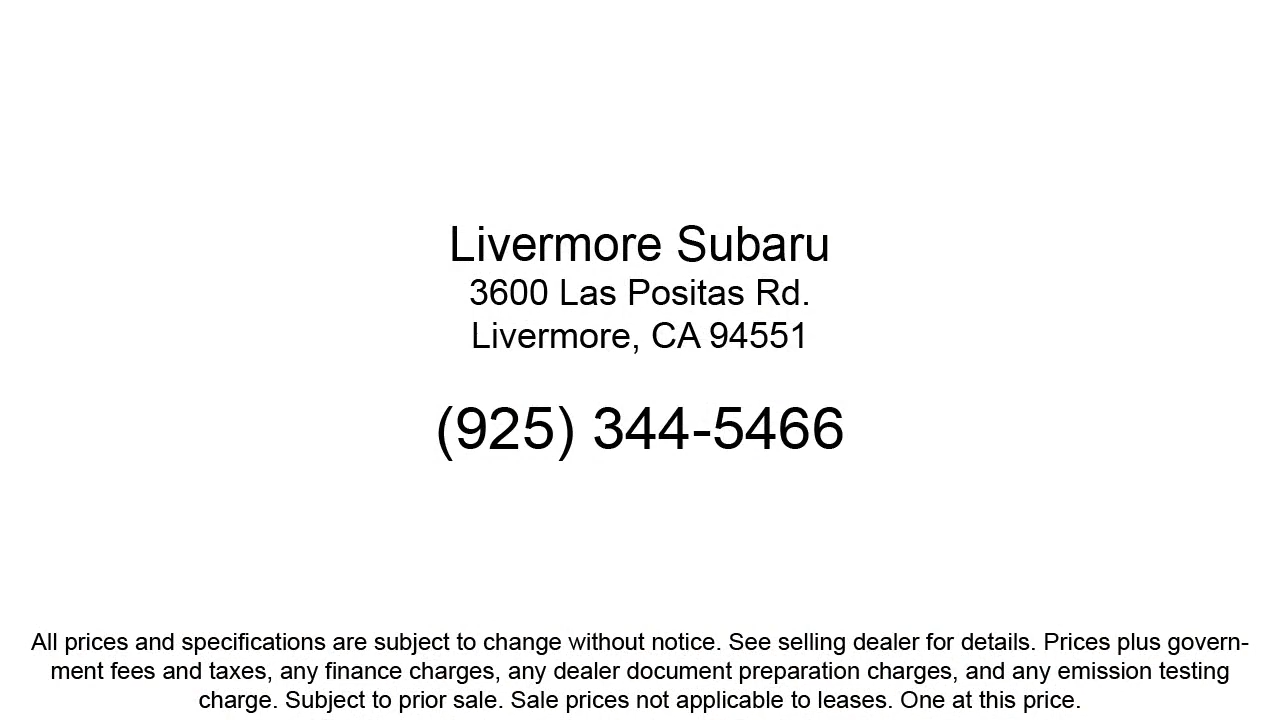 Livermore Subaru
3600 Las Positas Rd.
Livermore, CA 94551
(925) 344-5466
All prices and specifications are subject to change without notice. See selling dealer for details. Prices plus govern-
ment fees and taxes, any finance charges, any dealer document preparation charges, and any emission testing
charge. Subject to prior sale. Sale prices not applicable to leases. One at this price.